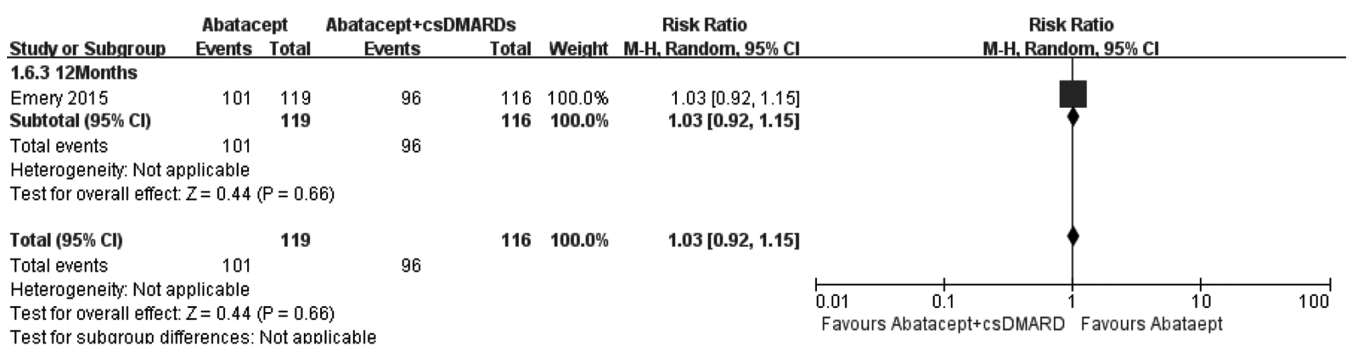 Abatacept Abatacept+csDMARDs Risk Ratio Risk Ratio
Study or Subgroup Events Total Events Total Weight M-H, Random, 95% CI M-H, Random, 95% CI
1.6.3 12Months
Emery 2015 101 119 96 116 100.0% 1.03 [0.92, 1.15]
Subtotal (95% CI) 119 116 100.0% 1.03 [0.92, 1.15]
Total events 101 96
Heterogeneity: Not applicable
Test for overall effect: Z = 0.44 (P = 0.66)
Total (95% CI) 119 116 100.0% 1.03 [0.92, 1.15]
Total events 101 96
Heterogeneity: Not applicable
Test for overall effect: Z = 0.44 (P = 0.66)
Test for subgroup differences: Not applicable
0.01 0.1 1 10 100
Favours Abatacept+csDMARD Favours Abataept